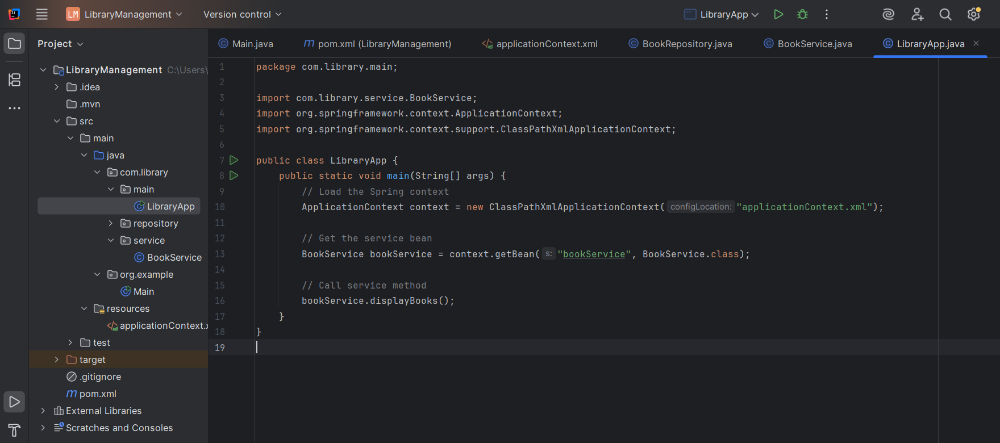 LM LibraryManagement Version control LibraryApp
Project
Main.java pom.xml (LibraryManagement) applicationContext.xml BookRepository.java BookService.java LibraryApp.java
LibraryManagement C:\Users\
.idea
.mvn
src
main
java
com.library
main
LibraryApp
repository
service
BookService
org.example
Main
resources
applicationContext.x
test
target
.gitignore
pom.xml
External Libraries
Scratches and Consoles
1 package com.library.main;
2
3 import com.library.service.BookService;
4 import org.springframework.context.ApplicationContext;
5 import org.springframework.context.support.ClassPathXmlApplicationContext;
6
7 public class LibraryApp {
8 public static void main(String[] args) {
9 // Load the Spring context
10 ApplicationContext context = new ClassPathXmlApplicationContext( configLocation: "applicationContext.xml");
11
12 // Get the service bean
13 BookService bookService = context.getBean( s: "bookService", BookService.class);
14
15 // Call service method
16 bookService.displayBooks();
17 }
18 }
19